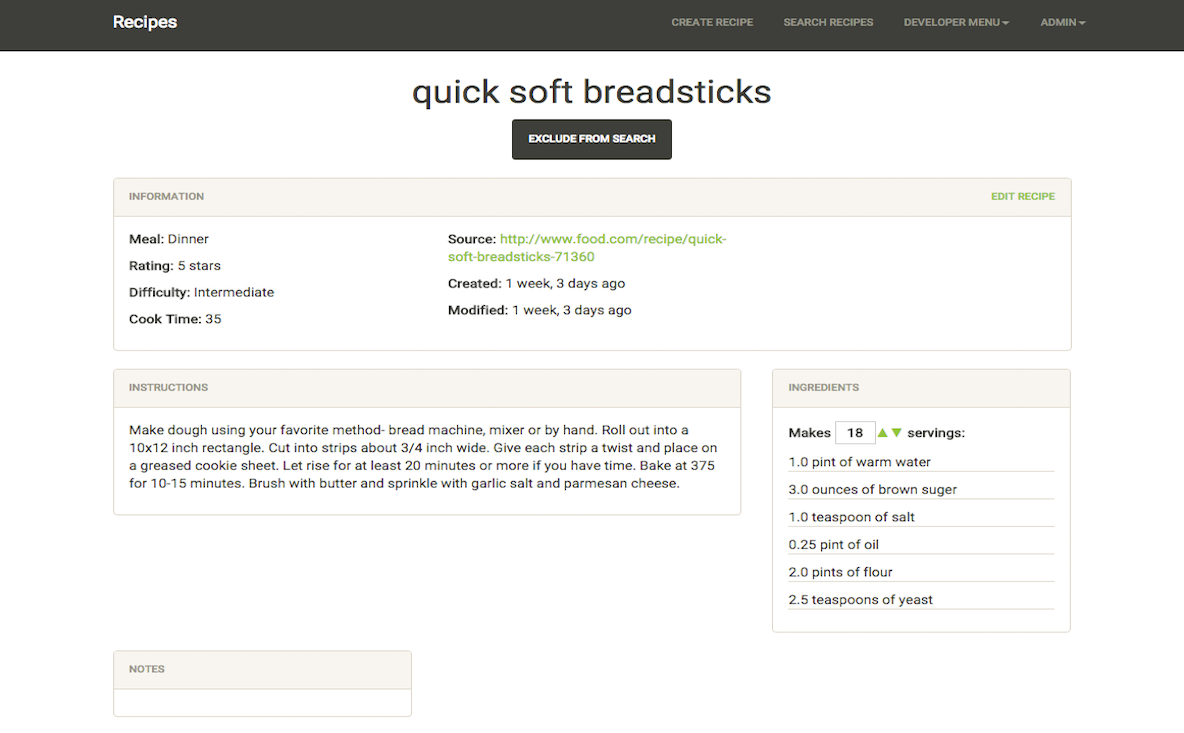 Recipes
CREATE RECIPE SEARCH RECIPES DEVELOPER MENU ADMIN
quick soft breadsticks
EXCLUDE FROM SEARCH
INFORMATION
EDIT RECIPE
Meal: Dinner
Rating: 5 stars
Difficulty: Intermediate
Cook Time: 35
Source: http://www.food.com/recipe/quick-
soft-breadsticks-71360
Created: 1 week, 3 days ago
Modified: 1 week, 3 days ago
INSTRUCTIONS
Make dough using your favorite method- bread machine, mixer or by hand. Roll out into a
10x12 inch rectangle. Cut into strips about 3/4 inch wide. Give each strip a twist and place on
a greased cookie sheet. Let rise for at least 20 minutes or more if you have time. Bake at 375
for 10-15 minutes. Brush with butter and sprinkle with garlic salt and parmesan cheese.
INGREDIENTS
Makes 18 servings:
1.0 pint of warm water
3.0 ounces of brown suger
1.0 teaspoon of salt
0.25 pint of oil
2.0 pints of flour
2.5 teaspoons of yeast
NOTES